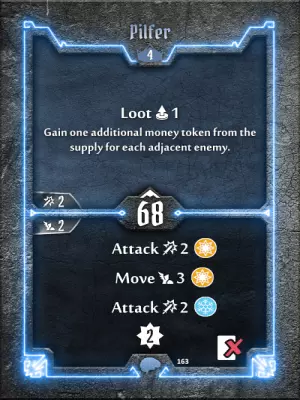 Pilfer
4
Loot 1
Gain one additional money token from the
supply for each adjacent enemy.
2
68
2
Attack 2
Move 3
Attack 2
2
163